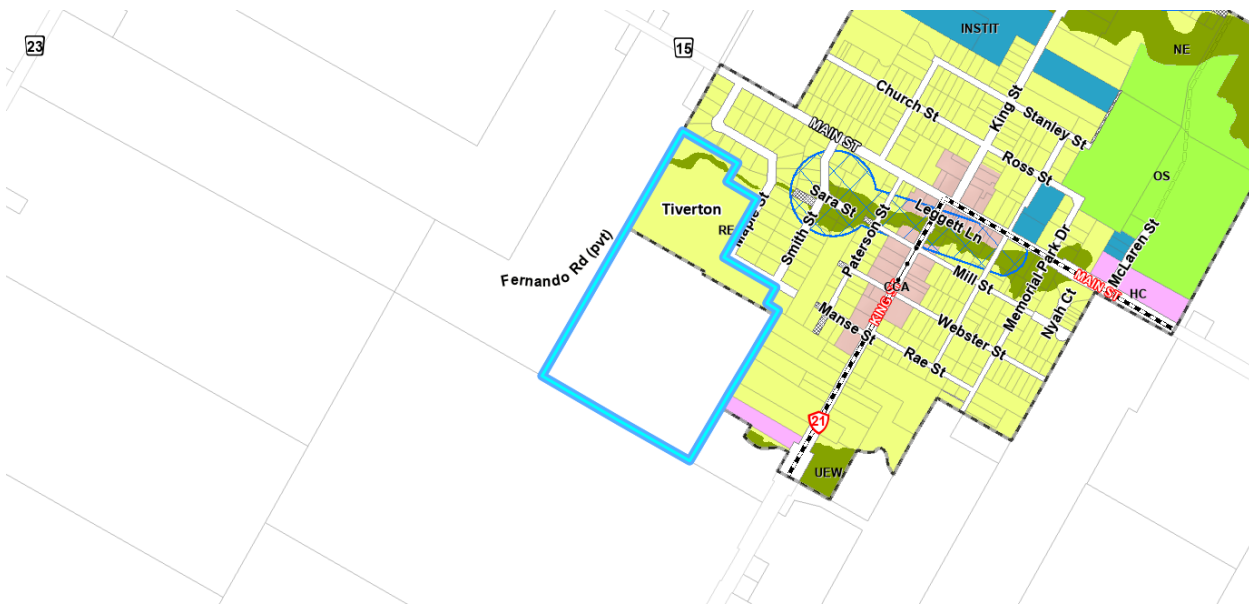 INSTIT
NE
23
15
King St
Church St
Stanley St
MAIN ST
Ross St
OS
Tiverton
Sara St
Leggett Ln
RE
Maple St
Smith St
Paterson St
McLaren St
Fernando Rd (pvt)
Mill St
Memorial Park Dr
MAIN ST
HC
CCA
KING ST
Nyah Ct
Manse St
Webster St
Rae St
21
UEW